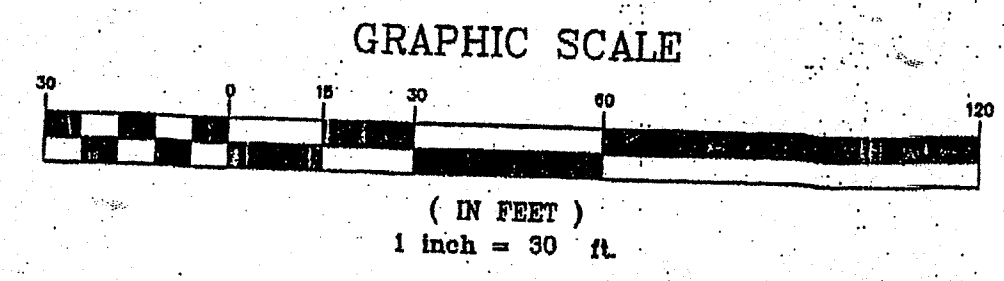 GRAPHIC SCALE
30 0 15 30 60 120
( IN FEET )
1 inch = 30 ft.